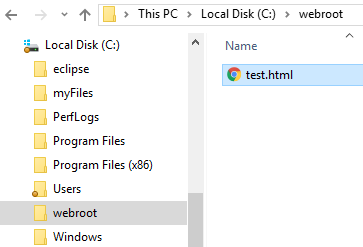 This PC > Local Disk (C:) > webroot
Local Disk (C:)
eclipse
myFiles
PerfLogs
Program Files
Program Files (x86)
Users
webroot
Windows
Name
test.html